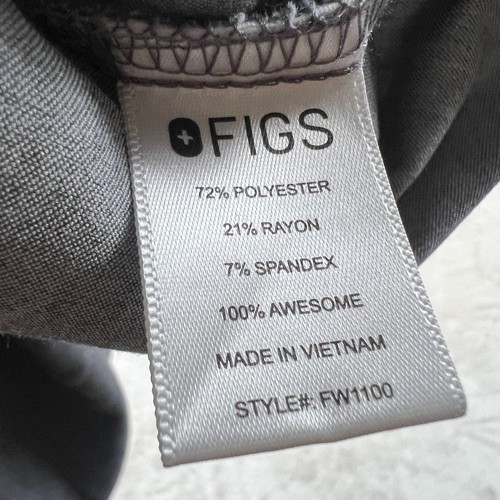 FIGS
72% POLYESTER
21% RAYON
7% SPANDEX
100% AWESOME
MADE IN VIETNAM
STYLE#: FW1100